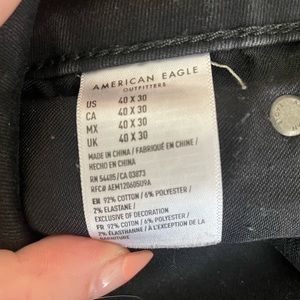 AMERICAN EAGLE
OUTFITTERS
US 40 X 30
CA 40 X 30
MX 40 X 30
UK 40 X 30
MADE IN CHINA / FABRIQUÉ EN CHINE /
HECHO EN CHINA
RN 54485/CA 03873
RFC# AEM120605U9A
EN 92% COTTON / 6% POLYESTER /
2% ELASTANE /
EXCLUSIVE OF DECORATION
FR 92% COTON / 6% POLYESTER /
2% ÉLASTHANNE / À L'EXCEPTION DE LA